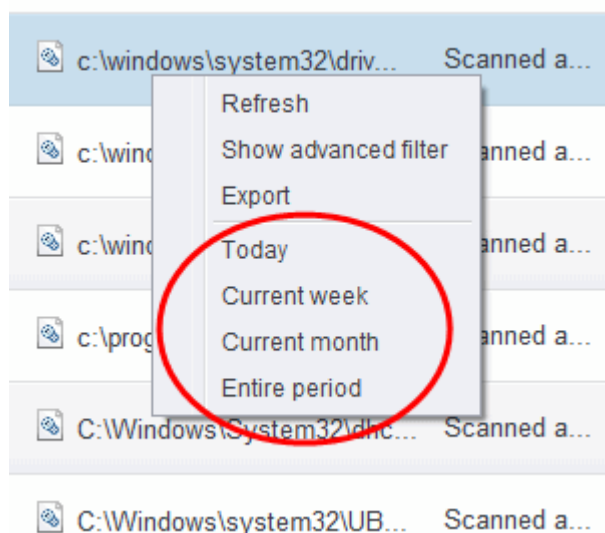 c:\windows\system32\driv... Scanned a...
Refresh
Show advanced filter
c:\wind anned a...
Export
c:\wind Today anned a...
Current week
c:\prog Current month anned a...
Entire period
C:\Windows\System32\dhc... Scanned a...
C:\Windows\system32\UB... Scanned a...